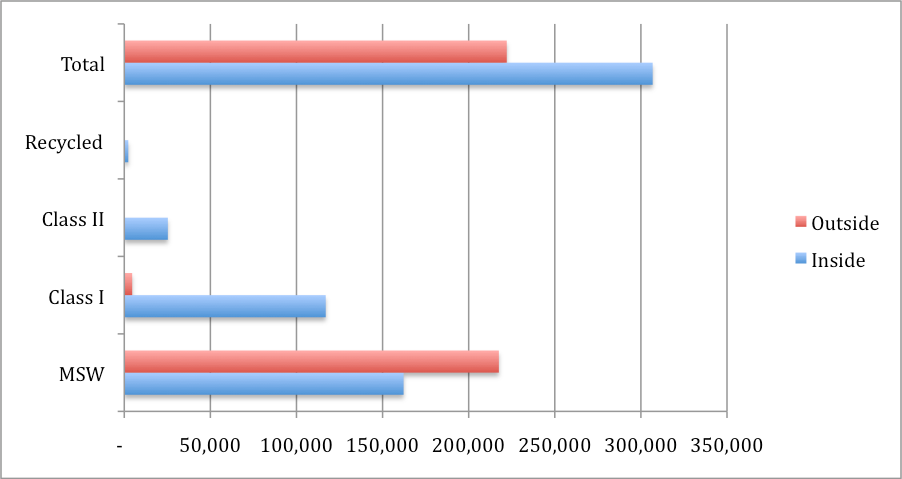 Total
Recycled
Class II
Class I
MSW
- 50,000 100,000 150,000 200,000 250,000 300,000 350,000
Outside
Inside